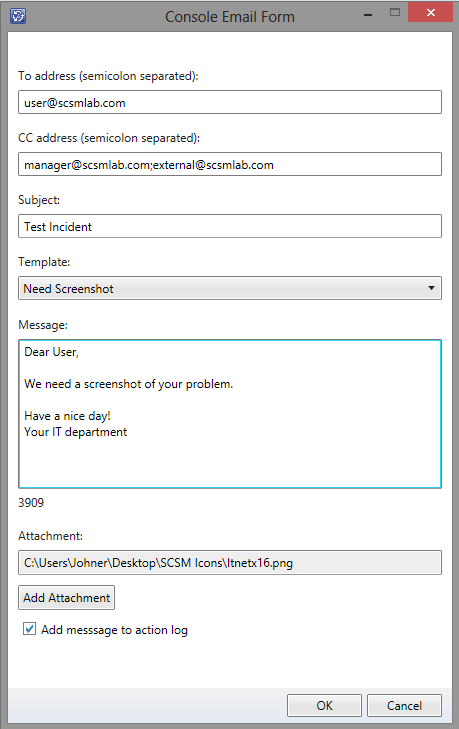 Console Email Form
To address (semicolon separated):
user@scsmlab.com
CC address (semicolon separated):
manager@scsmlab.com;external@scsmlab.com
Subject:
Test Incident
Template:
Need Screenshot
Message:
Dear User,
We need a screenshot of your problem.
Have a nice day!
Your IT department
3909
Attachment:
C:\Users\Johner\Desktop\SCSM Icons\Itnetx16.png
Add Attachment
Add messsage to action log
OK
Cancel